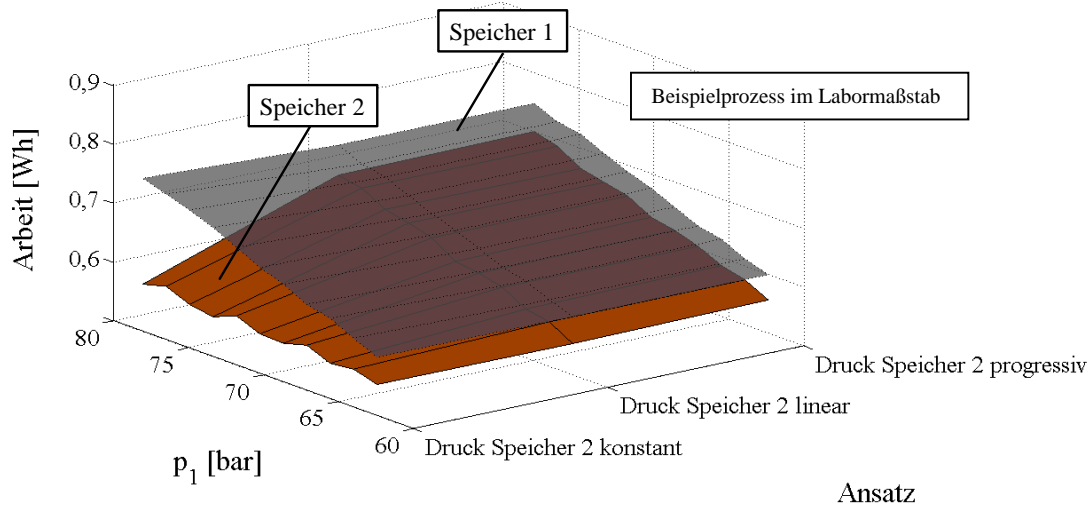 Speicher 1
0,9
Beispielprozess im Labormaßstab
Speicher 2
0,8
Arbeit [Wh]
0,7
0,6
80
75
70
65
60
Druck Speicher 2 progressiv
Druck Speicher 2 linear
Druck Speicher 2 konstant
p1 [bar]
Ansatz